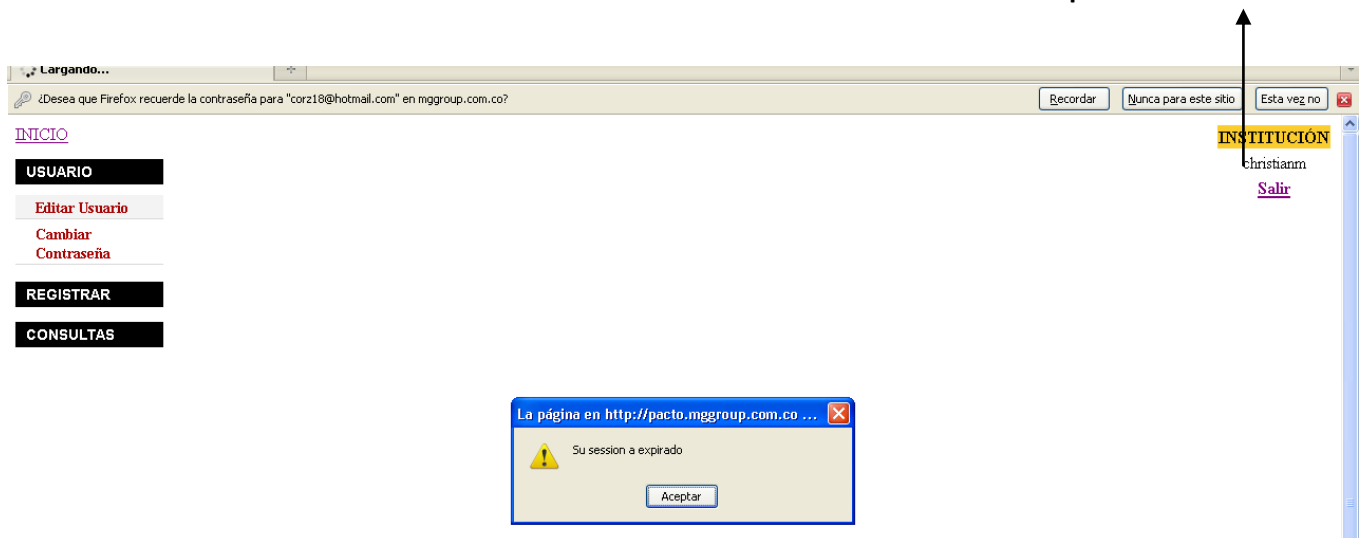 Cargando...
¿Desea que Firefox recuerde la contraseña para "corz18@hotmail.com" en mggroup.com.co?
Recordar
Nunca para este sitio
Esta vez no
INICIO
INSTITUCIÓN
christianm
Salir
USUARIO
Editar Usuario
Cambiar
Contraseña
REGISTRAR
CONSULTAS
La página en http://pacto.mggroup.com.co ...
Su session a expirado
Aceptar